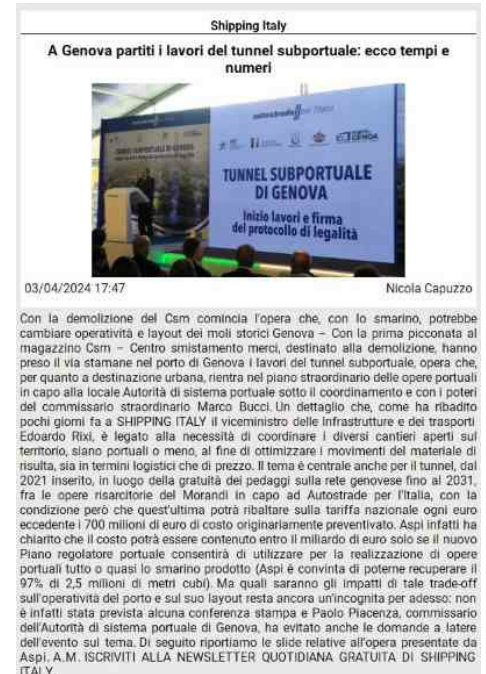 Shipping Italy
A Genova partiti i lavori del tunnel subportuale: ecco tempi e
numeri
TUNNEL SUBPORTUALE
DI GENOVA
Inizio lavori e firma
del protocollo di legalità
03/04/2024 17:47
Nicola Capuzzo
Con la demolizione del Csm comincia l'opera che, con lo smarino, potrebbe
cambiare operatività e layout dei moli storici Genova – Con la prima picconata al
magazzino Csm – Centro smistamento merci, destinato alla demolizione, hanno
preso il via stamane nel porto di Genova i lavori del tunnel subportuale, opera che,
per quanto a destinazione urbana, rientra nel piano straordinario delle opere portuali
in capo alla locale Autorità di sistema portuale sotto il coordinamento e con i poteri
del commissario straordinario Marco Bucci. Un dettaglio che, come ha ribadito
pochi giorni fa a SHIPPING ITALY il viceministro delle Infrastrutture e dei trasporti
Edoardo Rixi, è legato alla necessità di coordinare i diversi cantieri aperti sul
territorio, siano portuali o meno, al fine di ottimizzare i movimenti del materiale di
risulta, sia in termini logistici che di prezzo. Il tema è centrale anche per il tunnel, dal
2021 inserito, in luogo della gratuità dei pedaggi sulla rete genovese fino al 2031,
fra le opere risarcitorie del Morandi in capo ad Autostrade per l'Italia, con la
condizione però che quest'ultima potrà ribaltare sulla tariffa nazionale ogni euro
eccedente i 700 milioni di euro di costo originariamente preventivato. Aspi infatti ha
chiarito che il costo potrà essere contenuto entro il miliardo di euro solo se il nuovo
Piano regolatore portuale consentirà di utilizzare per la realizzazione di opere
portuali tutto o quasi lo smarino prodotto (Aspi è convinta di poterne recuperare il
97% di 2,5 milioni di metri cubi). Ma quali saranno gli impatti di tale trade-off
sull'operatività del porto e sul suo layout resta ancora un'incognita per adesso: non
è infatti stata prevista alcuna conferenza stampa e Paolo Piacenza, commissario
dell'Autorità di sistema portuale di Genova, ha evitato anche le domande a latere
dell'evento sul tema. Di seguito riportiamo le slide relative all'opera presentate da
Aspi. A.M. ISCRIVITI ALLA NEWSLETTER QUOTIDIANA GRATUITA DI SHIPPING
ITALY